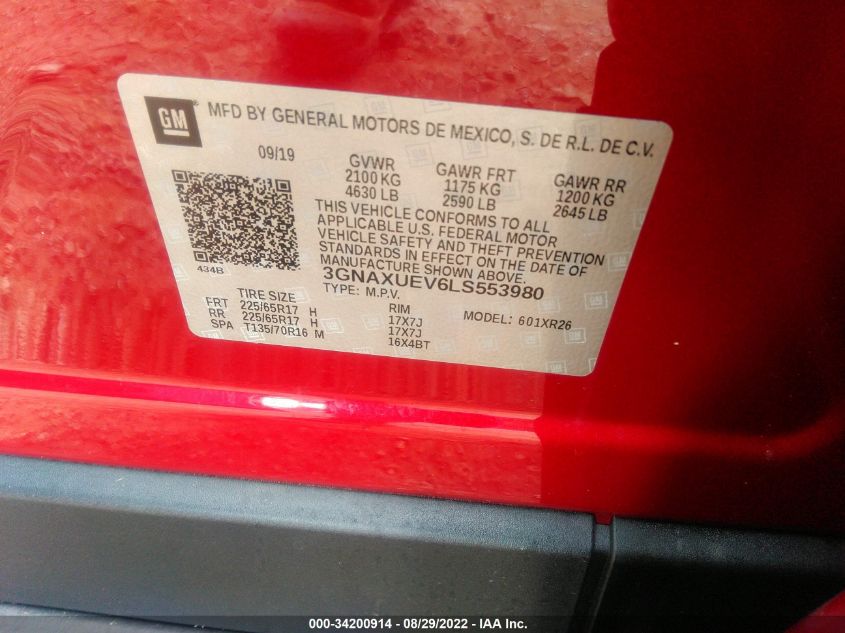 GM ® MFD BY GENERAL MOTORS DE MEXICO, S. DE R.L. DE C.V.
09/19 GVWR GAWR FRT GAWR RR
2100 KG 1175 KG 1200 KG
4630 LB 2590 LB 2645 LB
THIS VEHICLE CONFORMS TO ALL
APPLICABLE U.S. FEDERAL MOTOR
VEHICLE SAFETY AND THEFT PREVENTION
STANDARDS IN EFFECT ON THE DATE OF
MANUFACTURE SHOWN ABOVE.
434B 3GNAXUEV6LS553980
TYPE: M.P.V.
TIRE SIZE RIM MODEL: 601XR26
FRT 225/65R17 H 17X7J
RR 225/65R17 H 17X7J
SPA T135/70R16 M 16X4BT
000-34200914 - 08/29/2022 - IAA Inc.